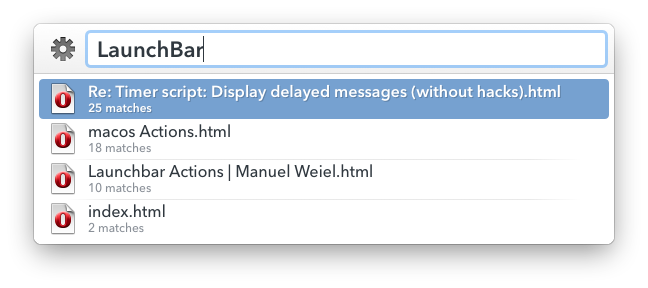 LaunchBar
Re: Timer script: Display delayed messages (without hacks).html
25 matches
macos Actions.html
18 matches
Launchbar Actions | Manuel Weiel.html
10 matches
index.html
2 matches